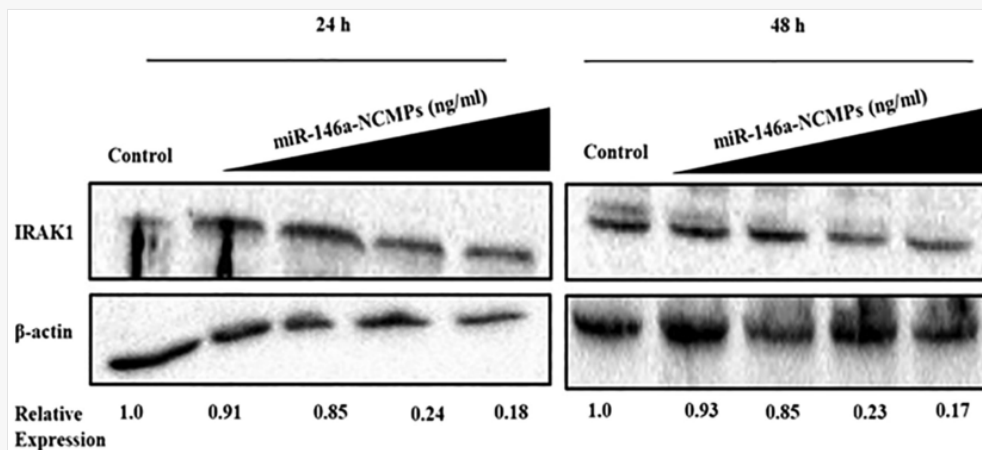 24 h
48 h
miR-146a-NCMPs (ng/ml)
miR-146a-NCMPs (ng/ml)
Control
Control
IRAK1
β-actin
Relative Expression 1.0 0.91 0.85 0.24 0.18 1.0 0.93 0.85 0.23 0.17